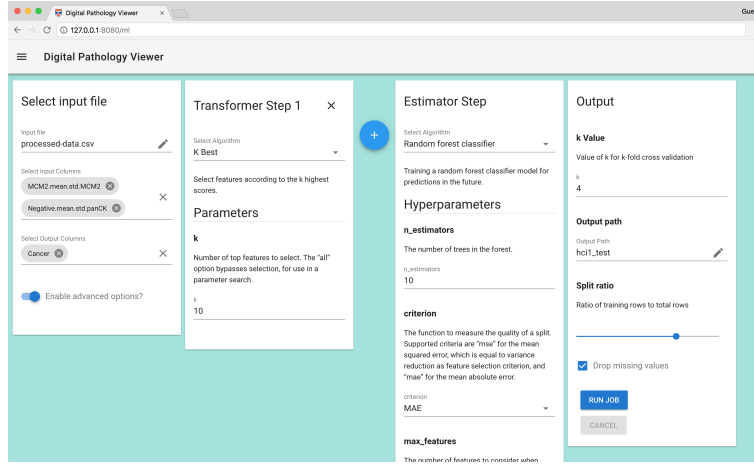 Digital Pathology Viewer
Gue
127.0.0.1:8080/ml
Digital Pathology Viewer
Select input file
Input file
processed-data.csv
Select Input Columns
MCM2.mean.std.MCM2
Negative.mean.std.panCK
Select Output Columns
Cancer
Enable advanced options?
Transformer Step 1
Select Algorithm
K Best
Select features according to the k highest
scores.
Parameters
k
Number of top features to select. The "all"
option bypasses selection, for use in a
parameter search.
k
10
Estimator Step
Select Algorithm
Random forest classifier
Training a random forest classifier model for
predictions in the future.
Hyperparameters
n_estimators
The number of trees in the forest.
n_estimators
10
criterion
The function to measure the quality of a split.
Supported criteria are "mse" for the mean
squared error, which is equal to variance
reduction as feature selection criterion, and
"mae" for the mean absolute error.
criterion
MAE
max_features
The number of features to consider when
Output
k Value
Value of k for k-fold cross validation
k
4
Output path
Output Path
hci1_test
Split ratio
Ratio of training rows to total rows
Drop missing values
RUN JOB
CANCEL